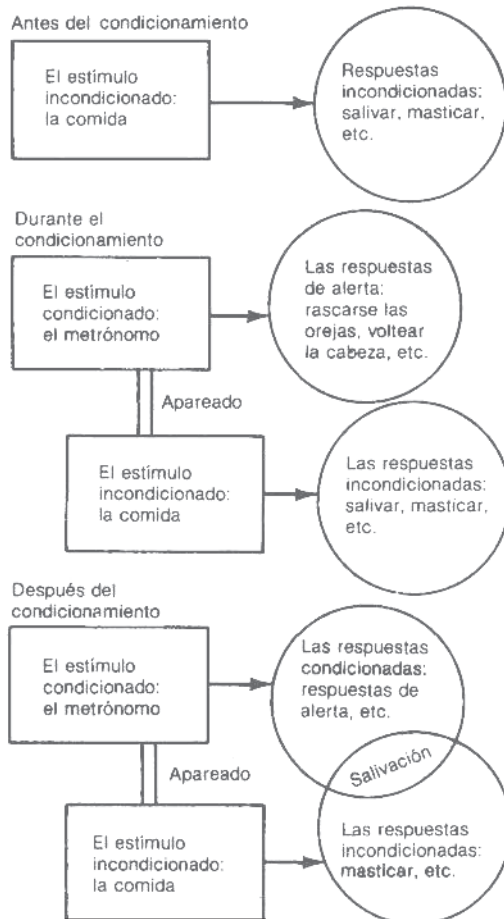 Antes del condicionamiento
El estímulo
incondicionado:
la comida
Respuestas
incondicionadas:
salivar, masticar,
etc.
Durante el
condicionamiento
El estímulo
condicionado:
el metrónomo
Las respuestas
de alerta:
rascarse las
orejas, voltear
la cabeza, etc.
Apareado
El estímulo
incondicionado:
la comida
Las respuestas
incondicionadas:
salivar, masticar,
etc.
Después del
condicionamiento
El estímulo
condicionado:
el metrónomo
Las respuestas
condicionadas:
respuestas de
alerta, etc.
Salivación
Apareado
El estímulo
incondicionado:
la comida
Las respuestas
incondicionadas:
masticar, etc.